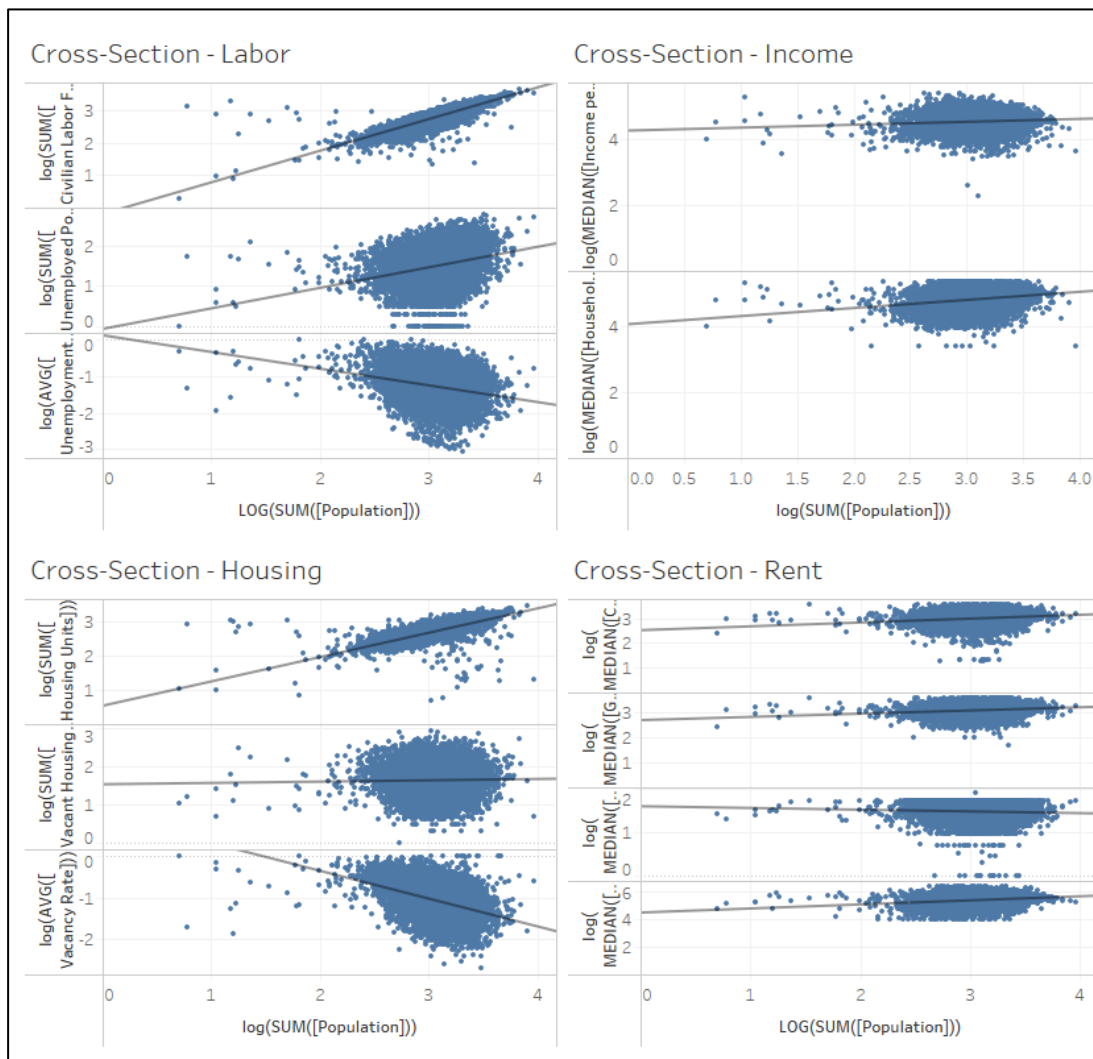 Cross-Section - Labor
log(SUM([
Civilian Labor F..
3
2
1
log(SUM([
Unemployed Po..
2
1
0
log(AVG([
Unemployment..
0
-1
-2
-3
0
1
2
3
4
LOG(SUM([Population]))
Cross-Section - Income
log(MEDIAN([Income pe..
4
2
0
log(MEDIAN([Househol..
4
2
0
0.0
0.5
1.0
1.5
2.0
2.5
3.0
3.5
4.0
log(SUM([Population]))
Cross-Section - Housing
log(SUM([
Housing Units]))
3
2
1
log(SUM([
Vacant Housing..
3
2
1
0
log(AVG([
Vacancy Rate]))
0
-1
-2
0
1
2
3
4
log(SUM([Population]))
Cross-Section - Rent
log(
MEDIAN([C..
3
2
1
log(
MEDIAN([G..
3
2
1
log(
MEDIAN([..
2
1
0
log(
MEDIAN([..
6
4
2
0
1
2
3
4
LOG(SUM([Population]))